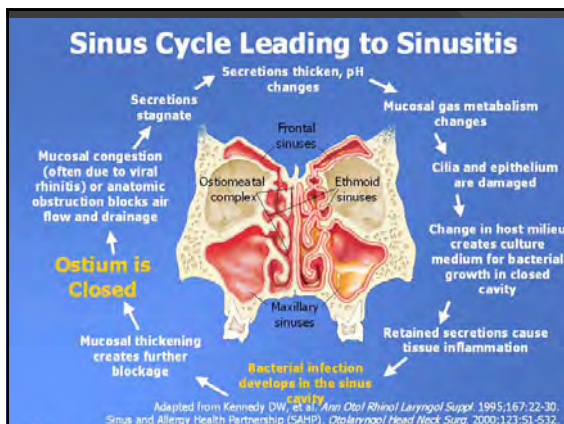 Sinus Cycle Leading to Sinusitis
Secretions thicken, pH
changes
Mucosal gas metabolism
changes
Cilia and epithelium
are damaged
Change in host milieu
creates culture
medium for bacterial
growth in closed
cavity
Retained secretions cause
tissue inflammation
Bacterial infection
develops in the sinus
cavity
Mucosal thickening
creates further
blockage
Ostium is
Closed
Mucosal congestion
(often due to viral
rhinitis) or anatomic
obstruction blocks air
flow and drainage
Secretions
stagnate
Frontal
sinuses
Ostiomeatal
complex
Ethmoid
sinuses
Maxillary
sinuses
Adapted from Kennedy DW, et al. Ann Otol Rhinol Laryngol Suppl. 1995;167:22-30.
Sinus and Allergy Health Partnership (SAHP). Otolaryngol Head Neck Surg. 2000;123:S1-S32.